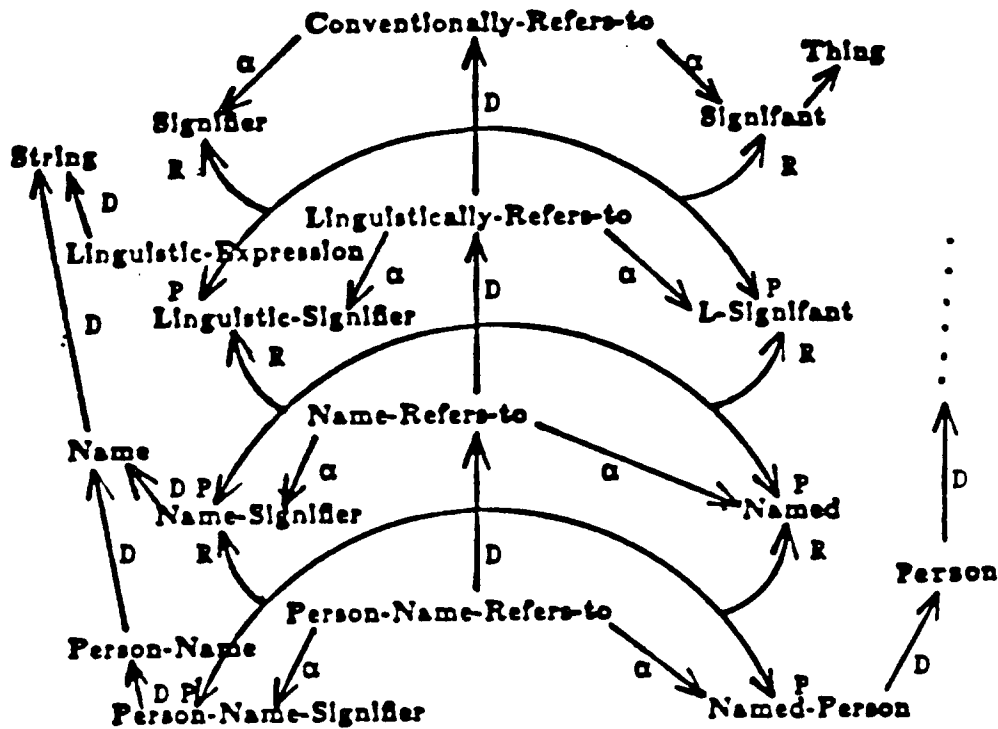 Conventionally-Refers-to
Thing
α
α
D
Signifier
Signifant
String
R
R
D
Linguistically-Refers-to
Linguistic-Expression
α
α
P
D
P
Linguistic-Signifier
L-Signifant
D
R
R
Name-Refers-to
Name
α
α
D P
P
D
Name-Signifier
Named
D
R
D
R
Person
Person-Name-Refers-to
Person-Name
α
α
D
D P
P
Person-Name-Signifier
Named-Person